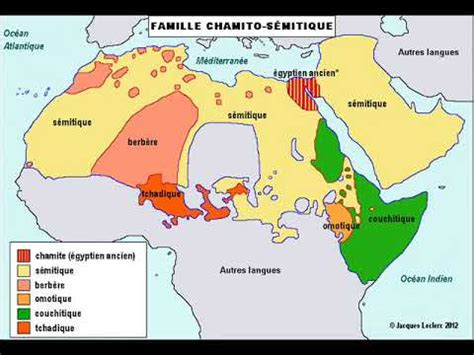 FAMILLE CHAMITO-SÉMITIQUE
Océan
Atlantique
Méditerranée
Autres langues
égyptien ancien*
sémitique
sémitique
sémitique
berbère
tchadique
couchitique
omotique
Autres langues
Océan Indien
chamite (égyptien ancien)
sémitique
berbère
omotique
couchitique
tchadique
© Jacques Leclerc 2012